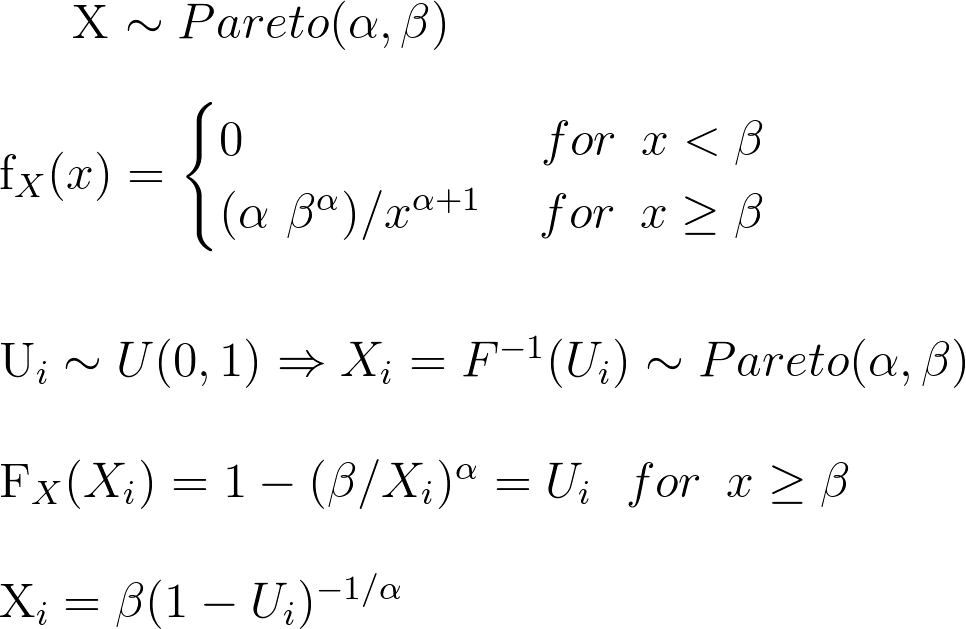 X ∼ Pareto(α, β)
f_X(x) = { 0 for x < β
(α β^α)/x^{α+1} for x ≥ β
U_i ∼ U(0, 1) ⇒ X_i = F^{−1}(U_i) ∼ Pareto(α, β)
F_X(X_i) = 1 − (β/X_i)^α = U_i for x ≥ β
X_i = β(1 − U_i)^{−1/α}